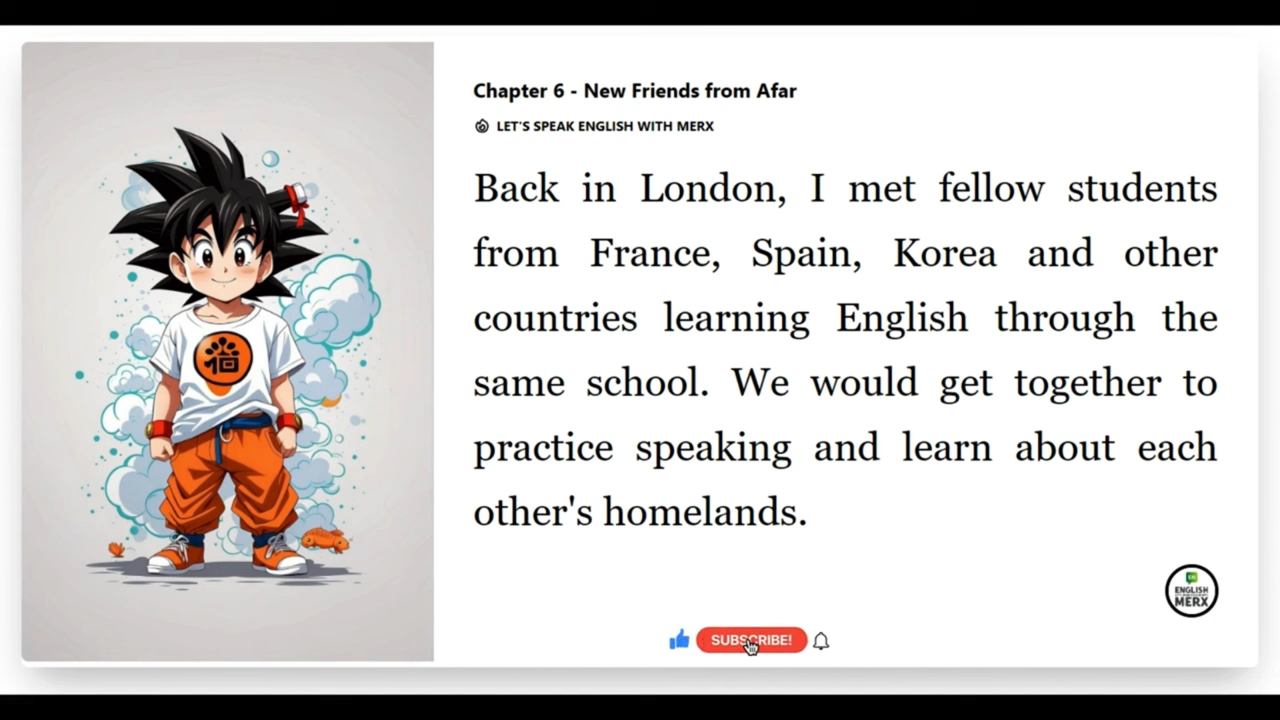 Chapter 6 - New Friends from Afar
LET'S SPEAK ENGLISH WITH MERX
Back in London, I met fellow students
from France, Spain, Korea and other
countries learning English through the
same school. We would get together to
practice speaking and learn about each
other's homelands.
ENGLISH
MERX
SUBSCRIBE!